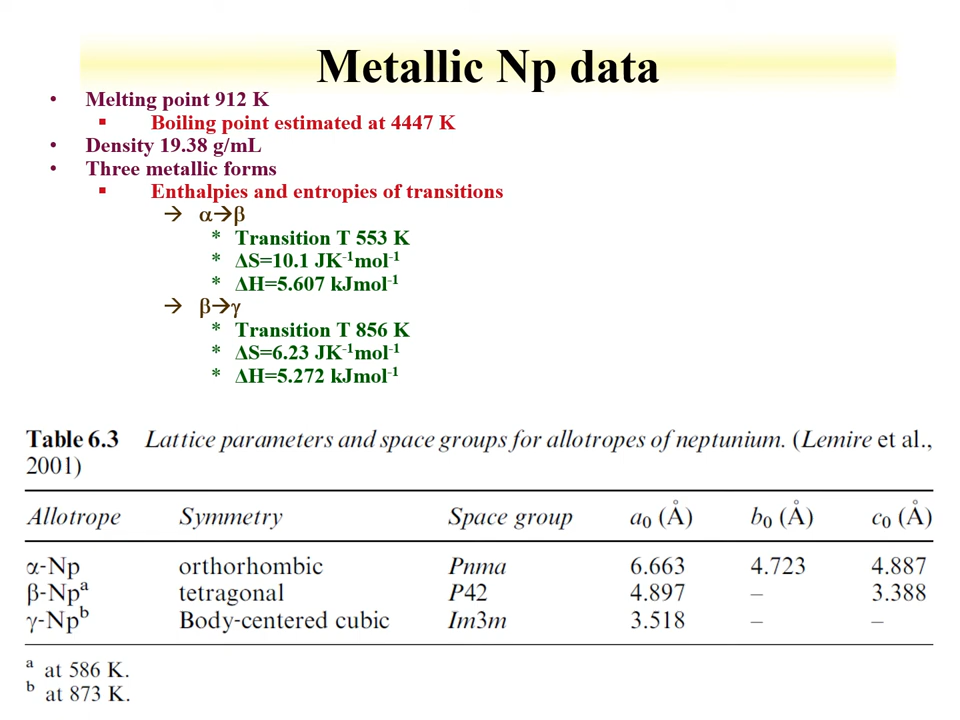 Metallic Np data
• Melting point 912 K
▪ Boiling point estimated at 4447 K
• Density 19.38 g/mL
• Three metallic forms
▪ Enthalpies and entropies of transitions
→ α→β
* Transition T 553 K
* ΔS=10.1 JK⁻¹mol⁻¹
* ΔH=5.607 kJmol⁻¹
→ β→γ
* Transition T 856 K
* ΔS=6.23 JK⁻¹mol⁻¹
* ΔH=5.272 kJmol⁻¹
Table 6.3 Lattice parameters and space groups for allotropes of neptunium. (Lemire et al.,
2001)
Allotrope Symmetry Space group a₀ (Å) b₀ (Å) c₀ (Å)
α-Np orthorhombic Pnma 6.663 4.723 4.887
β-Npᵃ tetragonal P42 4.897 – 3.388
γ-Npᵇ Body-centered cubic Im3m 3.518 – –
ᵃ at 586 K.
ᵇ at 873 K.